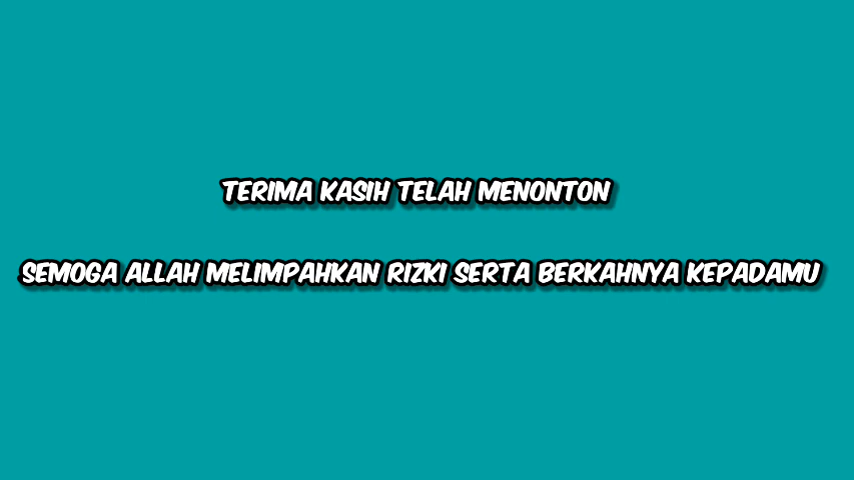 TERIMA KASIH TELAH MENONTON
SEMOGA ALLAH MELIMPAHKAN RIZKI SERTA BERKAHNYA KEPADAMU